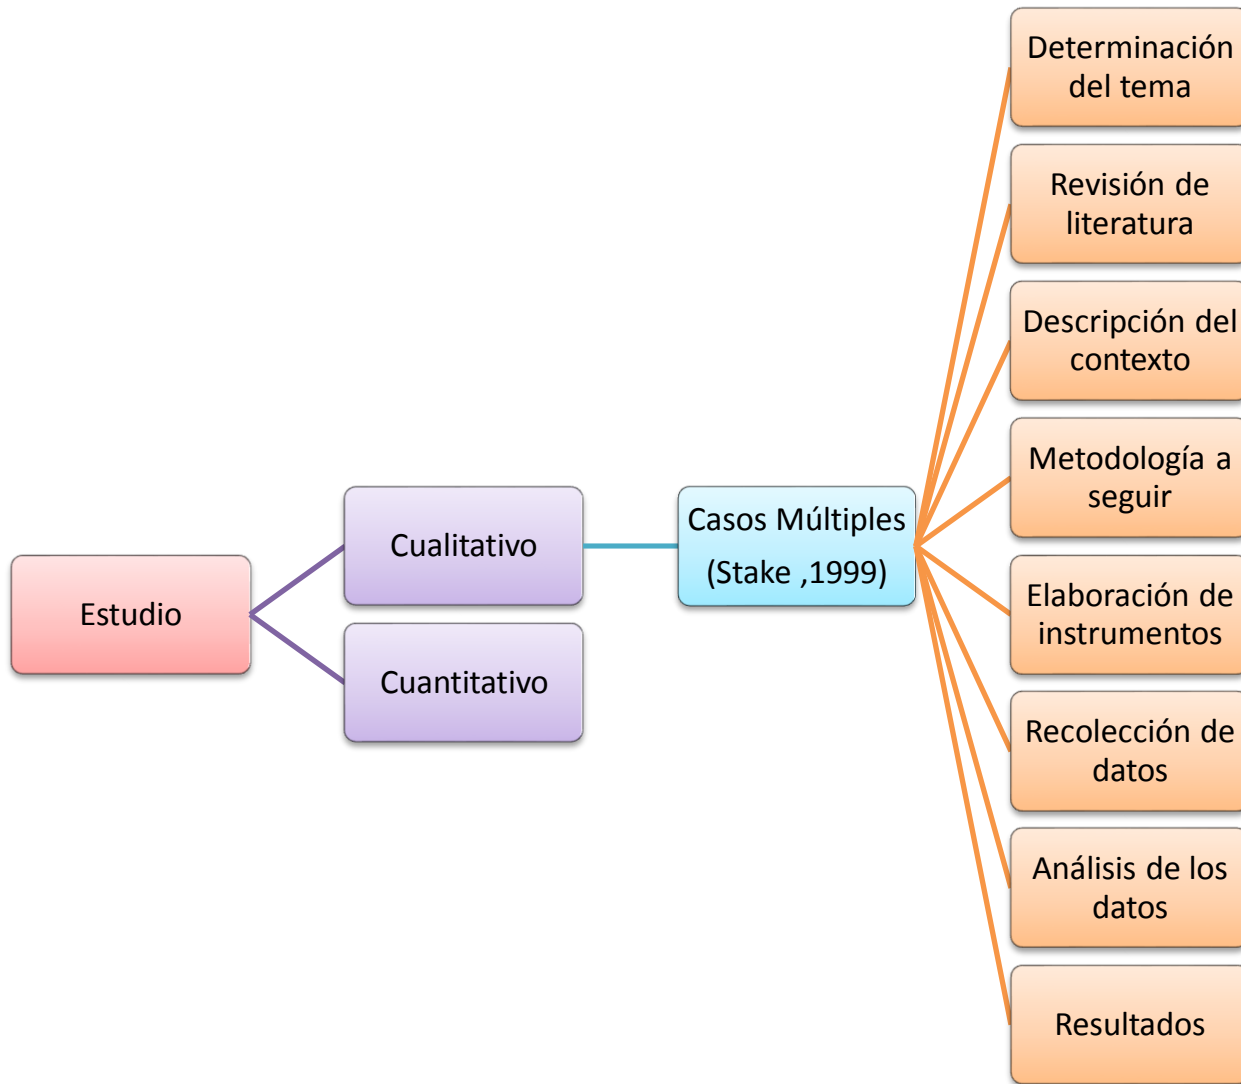 Estudio
Cualitativo
Cuantitativo
Casos Múltiples
(Stake ,1999)
Determinación
del tema
Revisión de
literatura
Descripción del
contexto
Metodología a
seguir
Elaboración de
instrumentos
Recolección de
datos
Análisis de los
datos
Resultados